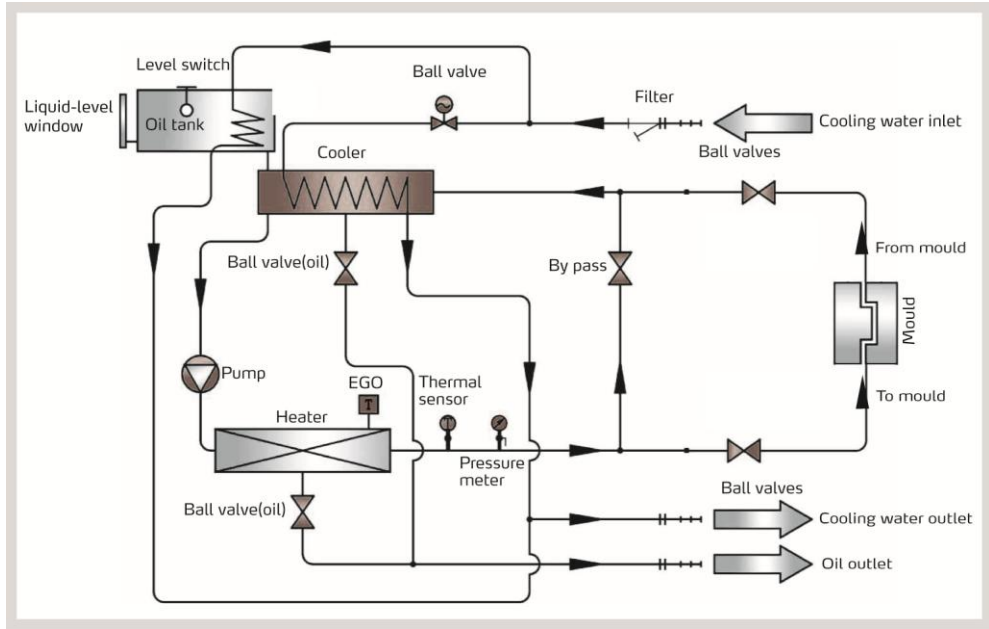 Level switch
Ball valve
Liquid-level
window
Oil tank
Filter
Cooling water inlet
Ball valves
Cooler
Ball valve(oil)
By pass
From mould
Mould
Pump
EGO
Thermal
sensor
To mould
T
Heater
Pressure
meter
Ball valve(oil)
Ball valves
Cooling water outlet
Oil outlet